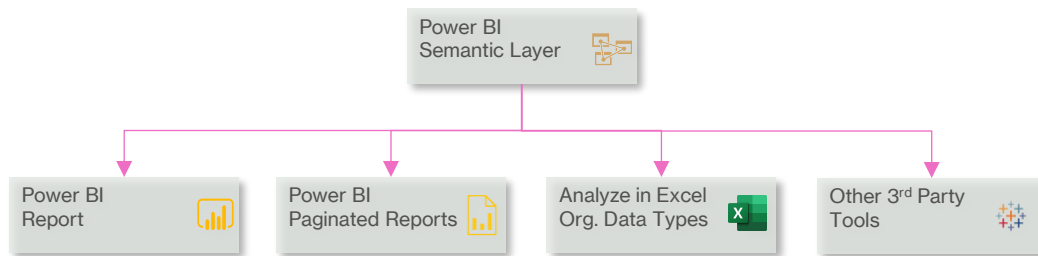 Power BI
Semantic Layer
Power BI
Report
Power BI
Paginated Reports
Analyze in Excel
Org. Data Types
X
Other 3rd Party
Tools